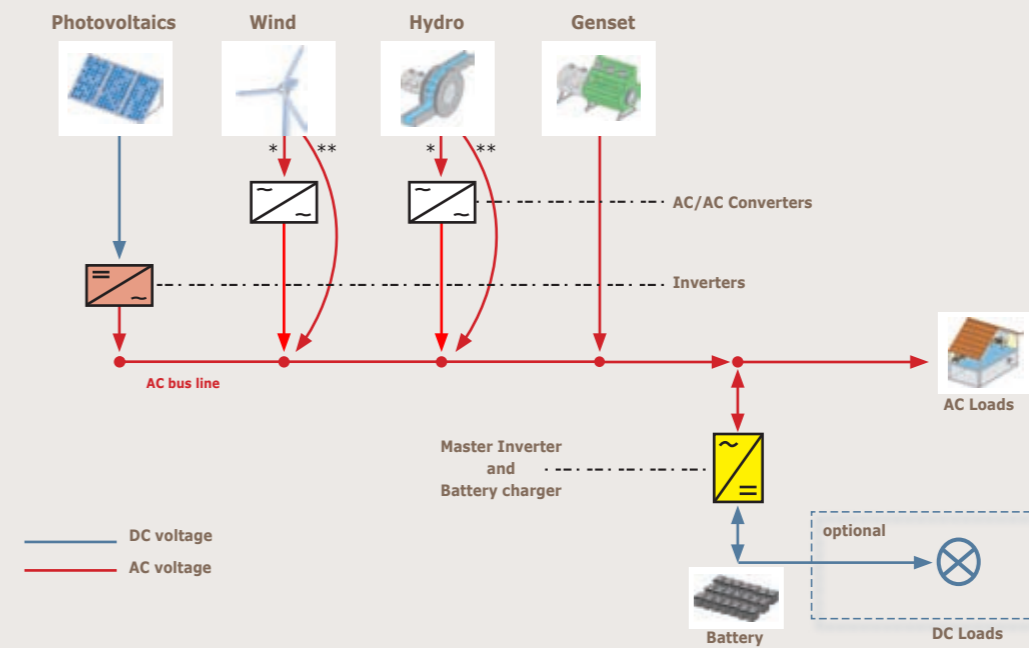 Photovoltaics
Wind
Hydro
Genset
*
**
*
**
AC/AC Converters
Inverters
AC bus line
AC Loads
Master Inverter
and
Battery charger
DC voltage
AC voltage
optional
Battery
DC Loads